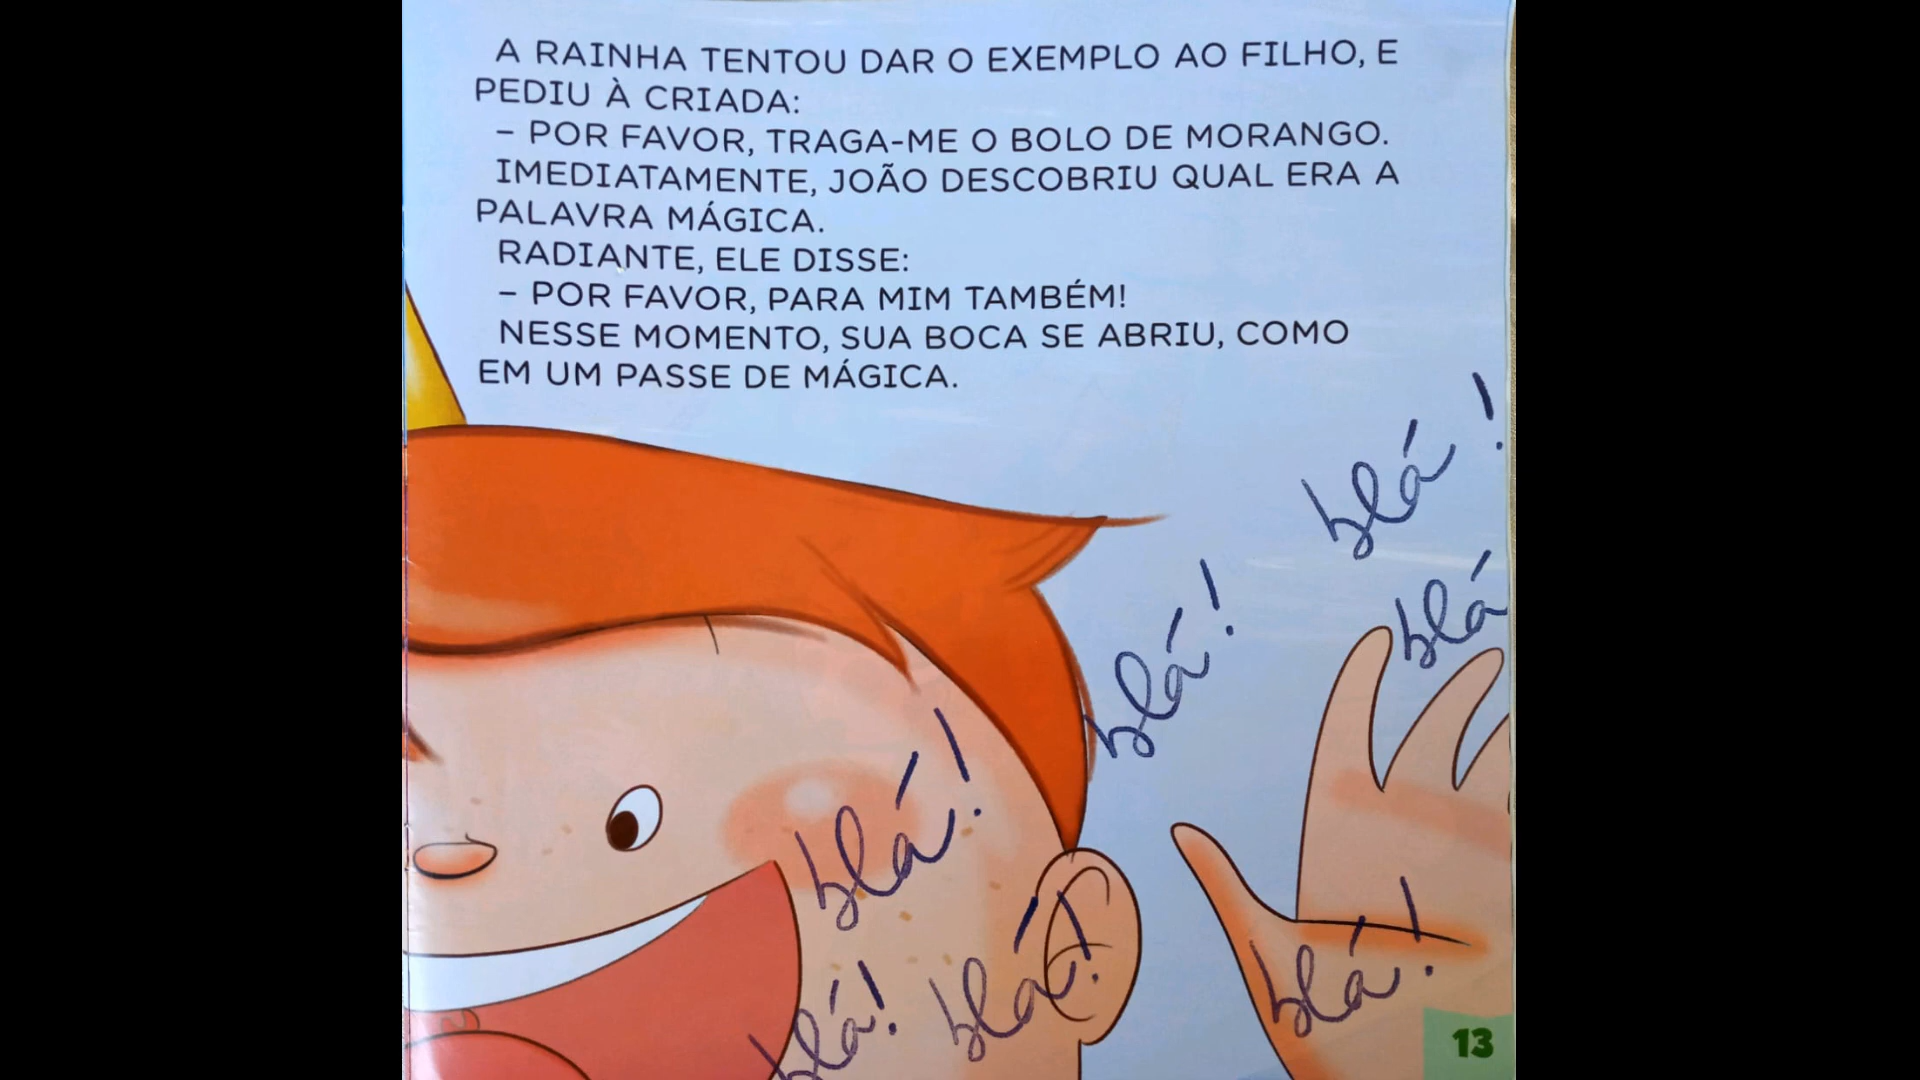 A RAINHA TENTOU DAR O EXEMPLO AO FILHO, E
PEDIU À CRIADA:
– POR FAVOR, TRAGA-ME O BOLO DE MORANGO.
IMEDIATAMENTE, JOÃO DESCOBRIU QUAL ERA A
PALAVRA MÁGICA.
RADIANTE, ELE DISSE:
– POR FAVOR, PARA MIM TAMBÉM!
NESSE MOMENTO, SUA BOCA SE ABRIU, COMO
EM UM PASSE DE MÁGICA.
blá!
blá
blá!
blá!
blá!
blá!
blá!
13